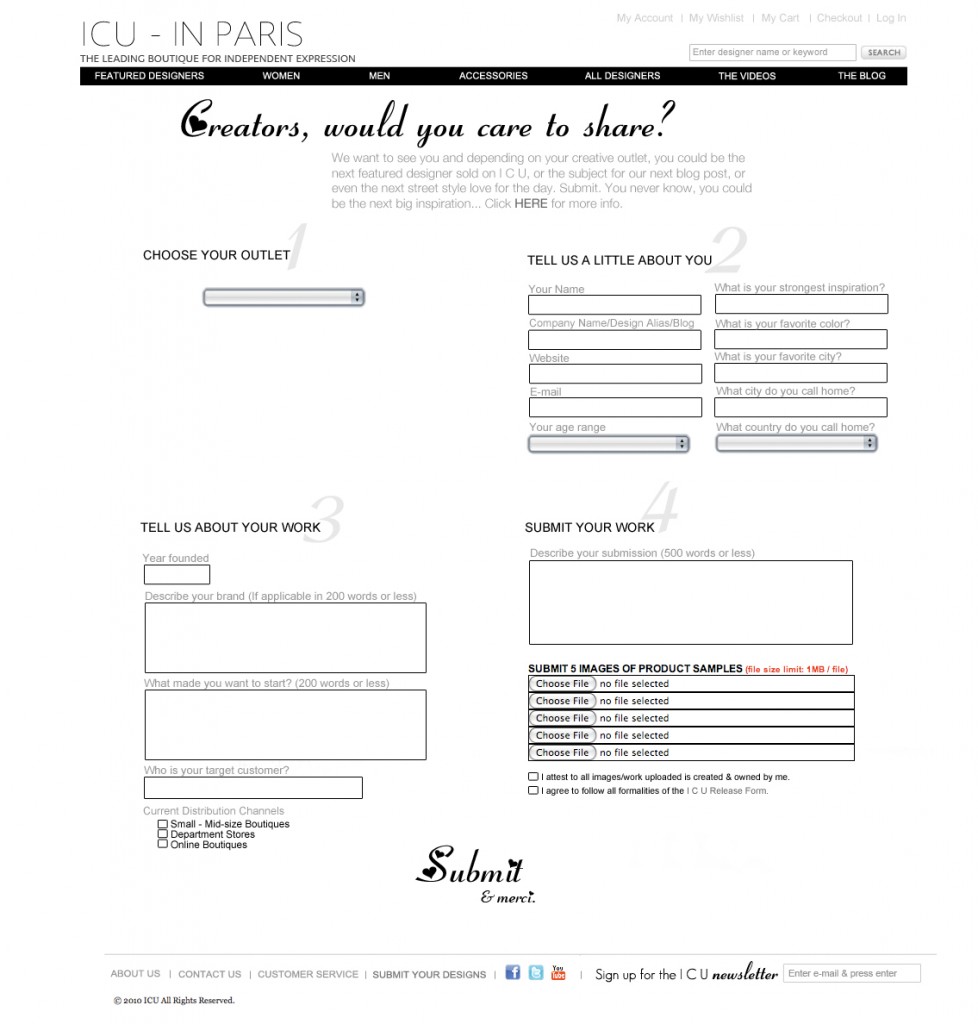 My Account | My Wishlist | My Cart | Checkout | Log In
ICU - IN PARIS
THE LEADING BOUTIQUE FOR INDEPENDENT EXPRESSION
Enter designer name or keyword SEARCH
FEATURED DESIGNERS WOMEN MEN ACCESSORIES ALL DESIGNERS THE VIDEOS THE BLOG
Creators, would you care to share?
We want to see you and depending on your creative outlet, you could be the
next featured designer sold on I C U, or the subject for our next blog post, or
even the next street style love for the day. Submit. You never know, you could
be the next big inspiration... Click HERE for more info.
CHOOSE YOUR OUTLET 1
TELL US A LITTLE ABOUT YOU 2
Your Name
Company Name/Design Alias/Blog
Website
E-mail
Your age range
What is your strongest inspiration?
What is your favorite color?
What is your favorite city?
What city do you call home?
What country do you call home?
TELL US ABOUT YOUR WORK 3
Year founded
Describe your brand (If applicable in 200 words or less)
What made you want to start? (200 words or less)
Who is your target customer?
Current Distribution Channels
Small - Mid-size Boutiques
Department Stores
Online Boutiques
SUBMIT YOUR WORK 4
Describe your submission (500 words or less)
SUBMIT 5 IMAGES OF PRODUCT SAMPLES (file size limit: 1MB / file)
Choose File no file selected
Choose File no file selected
Choose File no file selected
Choose File no file selected
Choose File no file selected
I attest to all images/work uploaded is created & owned by me.
I agree to follow all formalities of the I C U Release Form.
Submit
& merci.
ABOUT US | CONTACT US | CUSTOMER SERVICE | SUBMIT YOUR DESIGNS | f t You Tube | Sign up for the I C U newsletter Enter e-mail & press enter
© 2010 ICU All Rights Reserved.